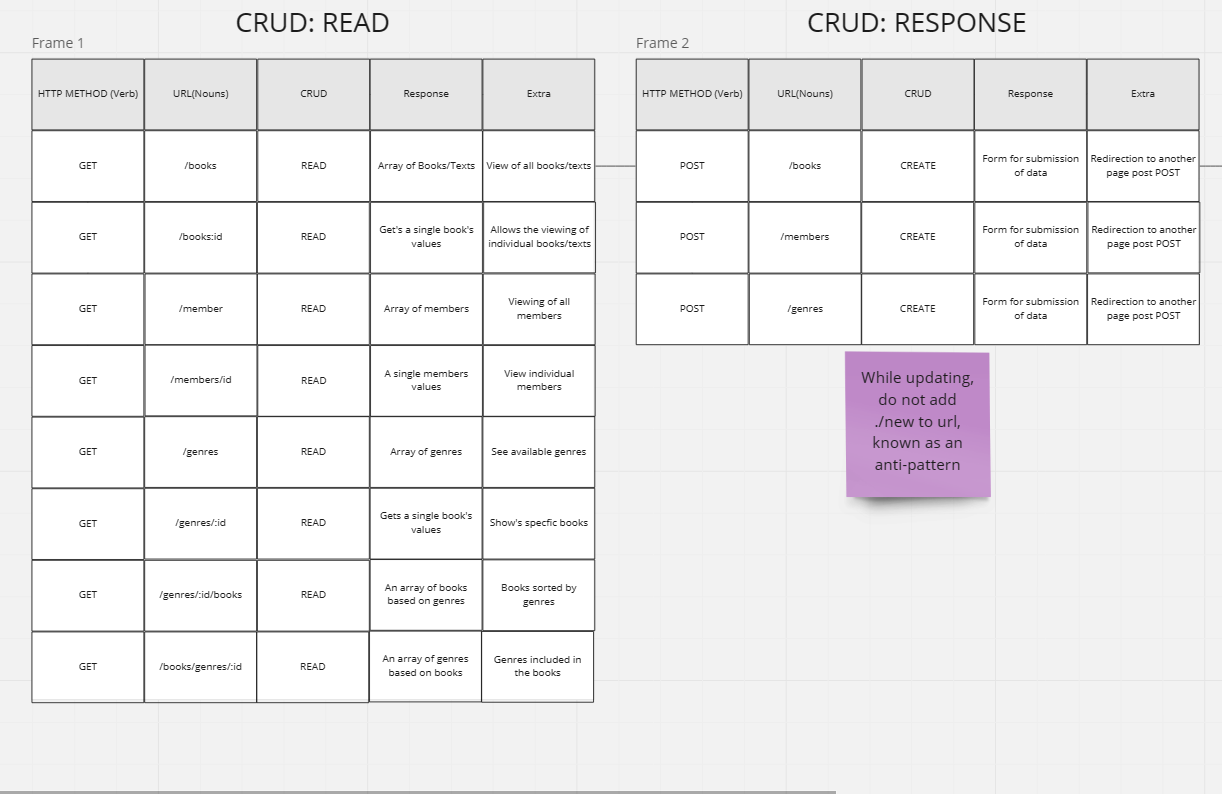 CRUD: READ
Frame 1
HTTP METHOD (Verb) URL(Nouns) CRUD Response Extra
GET /books READ Array of Books/Texts View of all books/texts
GET /books:id READ Get's a single book's values Allows the viewing of individual books/texts
GET /member READ Array of members Viewing of all members
GET /members/id READ A single members values View individual members
GET /genres READ Array of genres See available genres
GET /genres/:id READ Gets a single book's values Show's specfic books
GET /genres/:id/books READ An array of books based on genres Books sorted by genres
GET /books/genres/:id READ An array of genres based on books Genres included in the books
CRUD: RESPONSE
Frame 2
HTTP METHOD (Verb) URL(Nouns) CRUD Response Extra
POST /books CREATE Form for submission of data Redirection to another page post POST
POST /members CREATE Form for submission of data Redirection to another page post POST
POST /genres CREATE Form for submission of data Redirection to another page post POST
While updating,
do not add
./new to url,
known as an
anti-pattern